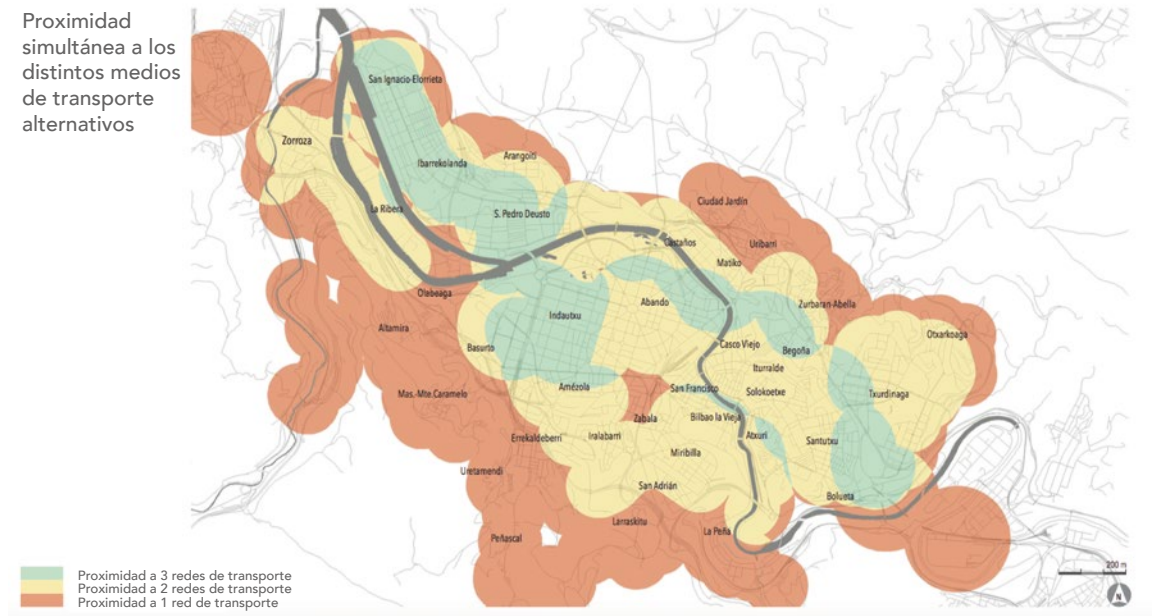 Proximidad
simultánea a los
distintos medios
de transporte
alternativos
San Ignacio-Elorrieta
Zorroza
Arangoiti
Ibarrekolanda
La Ribera
S. Pedro Deusto
Ciudad Jardín
Castaños
Uribarri
Matiko
Olabeaga
Abando
Zurbaran-Abella
Indautxu
Altamira
Otxarkoaga
Basurto
Casco Viejo
Begoña
Iturralde
Amézola
San Francisco
Solokoetxe
Txurdinaga
Mas.-Mte.Caramelo
Zabala
Bilbao la Vieja
Errekaldeberri
Iralabarri
Atxuri
Santutxu
Miribilla
Uretamendi
San Adrián
Bolueta
Larraskitu
La Peña
Peñascal
200 m
N
Proximidad a 3 redes de transporte
Proximidad a 2 redes de transporte
Proximidad a 1 red de transporte